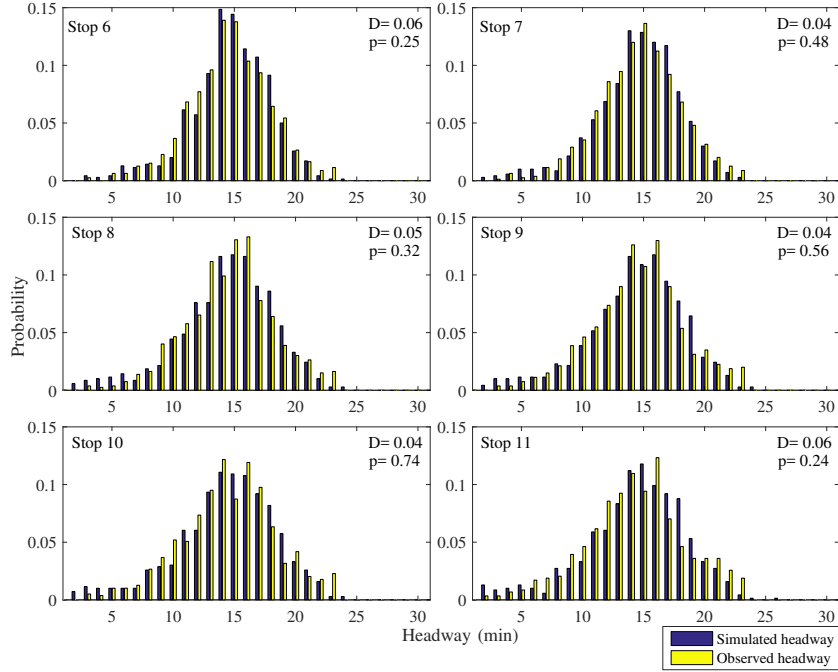 Stop 6
D= 0.06
p= 0.25
0.15
0.1
0.05
0
5 10 15 20 25 30
Stop 7
D= 0.04
p= 0.48
0.15
0.1
0.05
0
5 10 15 20 25 30
Stop 8
D= 0.05
p= 0.32
0.15
0.1
0.05
0
5 10 15 20 25 30
Stop 9
D= 0.04
p= 0.56
0.15
0.1
0.05
0
5 10 15 20 25 30
Probability
Stop 10
D= 0.04
p= 0.74
0.15
0.1
0.05
0
5 10 15 20 25 30
Stop 11
D= 0.06
p= 0.24
0.15
0.1
0.05
0
5 10 15 20 25 30
Headway (min)
Simulated headway
Observed headway